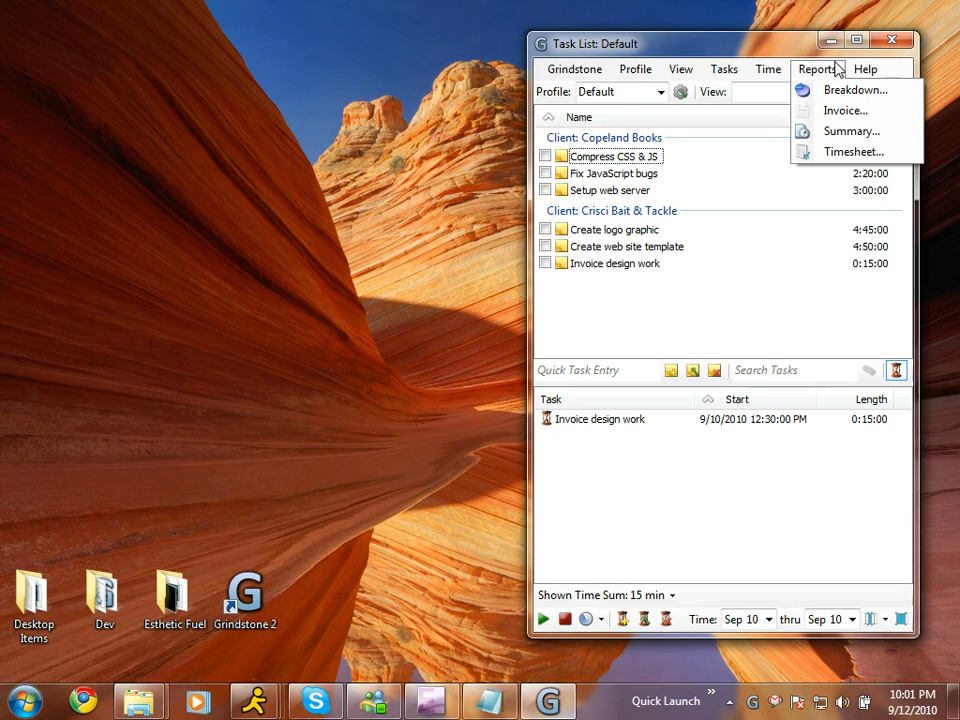 Task List: Default
Grindstone Profile View Tasks Time Reports Help
Profile: Default View:
Breakdown...
Invoice...
Summary...
Timesheet...
Name
Client: Copeland Books
Compress CSS & JS
Fix JavaScript bugs 2:20:00
Setup web server 3:00:00
Client: Crisci Bait & Tackle
Create logo graphic 4:45:00
Create web site template 4:50:00
Invoice design work 0:15:00
Quick Task Entry Search Tasks
Task Start Length
Invoice design work 9/10/2010 12:30:00 PM 0:15:00
Shown Time Sum: 15 min
Time: Sep 10 thru Sep 10
Desktop Items
Dev
Esthetic Fuel
Grindstone 2
Quick Launch
10:01 PM
9/12/2010